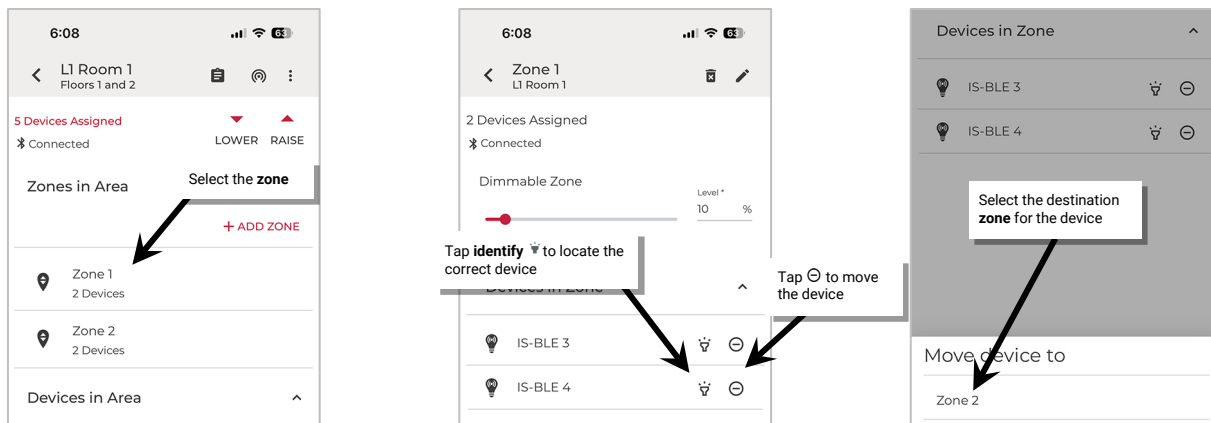 6:08
63
L1 Room 1
Floors 1 and 2
5 Devices Assigned
Connected
LOWER RAISE
Zones in Area
Select the zone
+ ADD ZONE
Zone 1
2 Devices
Zone 2
2 Devices
Devices in Area
6:08
63
Zone 1
L1 Room 1
2 Devices Assigned
Connected
Dimmable Zone
Level *
10 %
Tap identify to locate the
correct device
Devices in Zone
Tap ⊖ to move
the device
IS-BLE 3
IS-BLE 4
Devices in Zone
IS-BLE 3
IS-BLE 4
Select the destination
zone for the device
Move device to
Zone 2